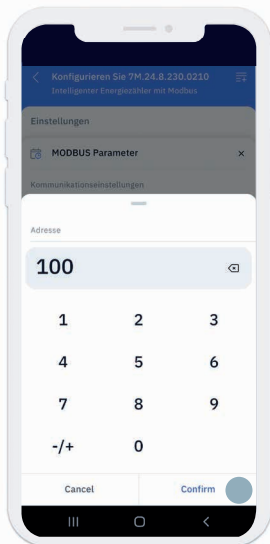 Konfigurieren Sie 7M.24.8.230.0210
Intelligenter Energiezähler mit Modbus
Einstellungen
MODBUS Parameter
Kommunikationseinstellungen
Adresse
100
1 2 3
4 5 6
7 8 9
-/+ 0
Cancel Confirm